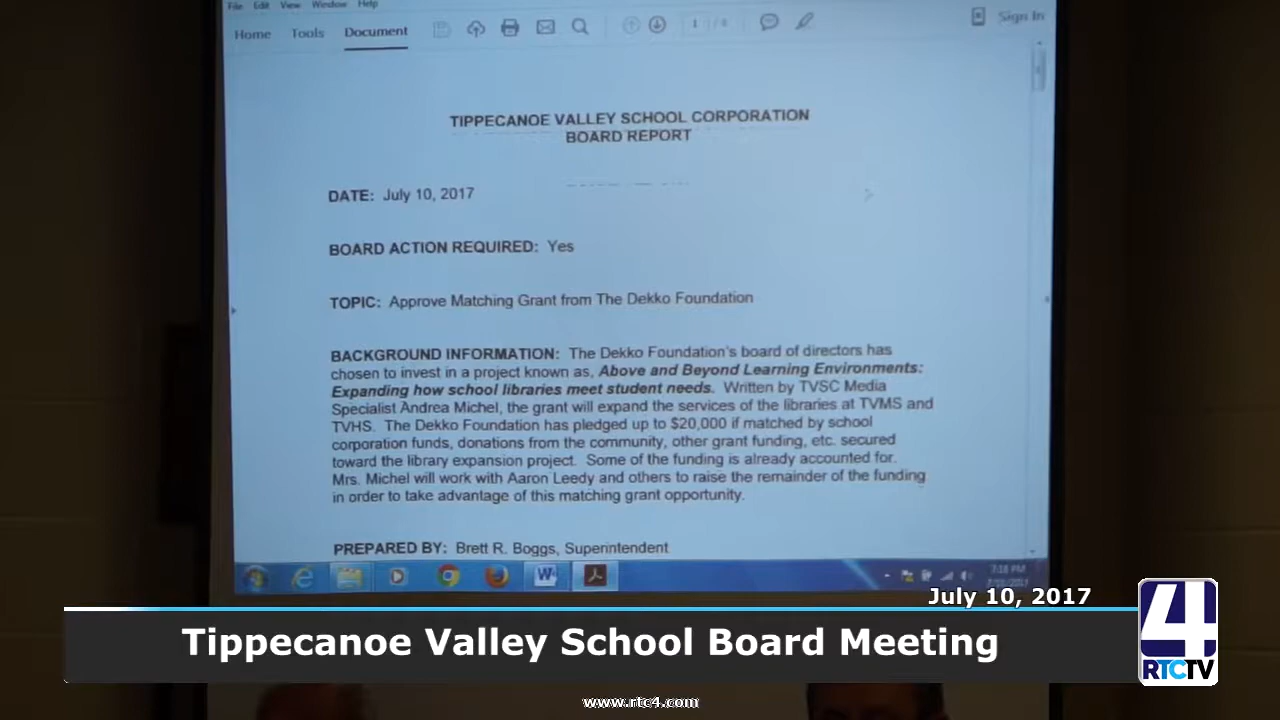 File Edit View Window Help
Home Tools Document 1 / Sign In
TIPPECANOE VALLEY SCHOOL CORPORATION
BOARD REPORT
DATE: July 10, 2017
BOARD ACTION REQUIRED: Yes
TOPIC: Approve Matching Grant from The Dekko Foundation
BACKGROUND INFORMATION: The Dekko Foundation's board of directors has
chosen to invest in a project known as, Above and Beyond Learning Environments:
Expanding how school libraries meet student needs. Written by TVSC Media
Specialist Andrea Michel, the grant will expand the services of the libraries at TVMS and
TVHS. The Dekko Foundation has pledged up to $20,000 if matched by school
corporation funds, donations from the community, other grant funding, etc. secured
toward the library expansion project. Some of the funding is already accounted for.
Mrs. Michel will work with Aaron Leedy and others to raise the remainder of the funding
in order to take advantage of this matching grant opportunity.
PREPARED BY: Brett R. Boggs, Superintendent
7:18 PM
July 10, 2017
Tippecanoe Valley School Board Meeting
4
RTCTV
www.rtc4.com